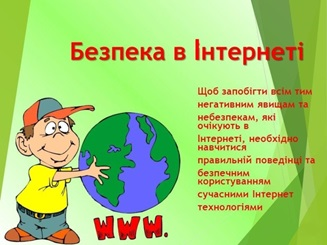 Безпека в Інтернеті
Щоб запобігти всім тим
негативним явищам та
небезпекам, які
очікують в
Інтернеті, необхідно
навчитися
правильній поведінці та
безпечним
користуванням
сучасними Інтернет
технологіями
WWW.